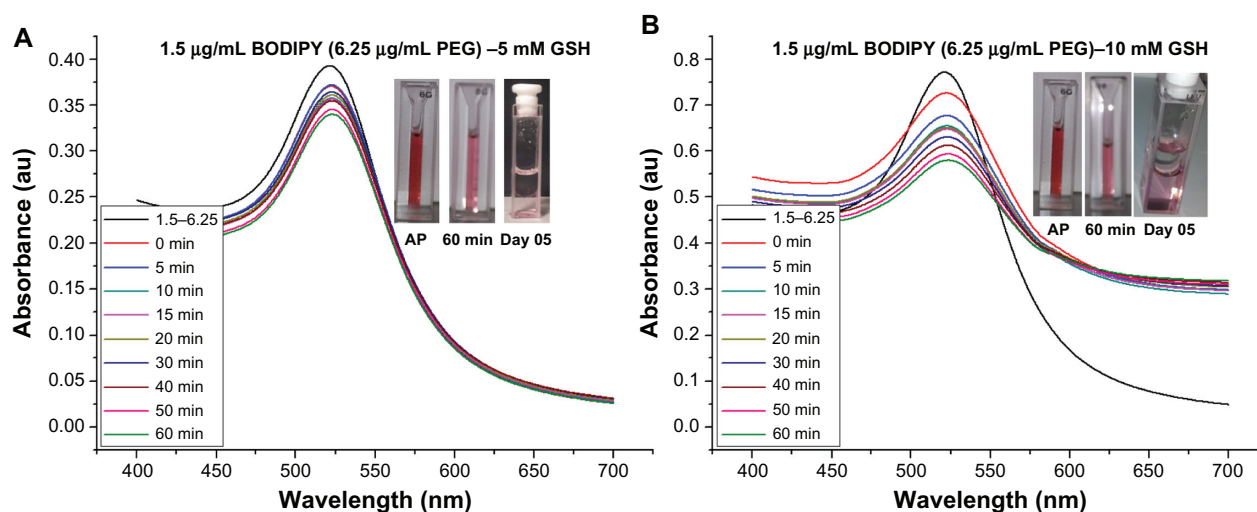 A
1.5 μg/mL BODIPY (6.25 μg/mL PEG) –5 mM GSH
0.40
0.35
0.30
0.25
0.20
0.15
0.10
0.05
0.00
Absorbance (au)
6G
AP 60 min Day 05
1.5–6.25
0 min
5 min
10 min
15 min
20 min
30 min
40 min
50 min
60 min
400 450 500 550 600 650 700
Wavelength (nm)
B
1.5 μg/mL BODIPY (6.25 μg/mL PEG)–10 mM GSH
0.8
0.7
0.6
0.5
0.4
0.3
0.2
0.1
0.0
Absorbance (au)
6G
AP 60 min Day 05
1.5–6.25
0 min
5 min
10 min
15 min
20 min
30 min
40 min
50 min
60 min
400 450 500 550 600 650 700
Wavelength (nm)